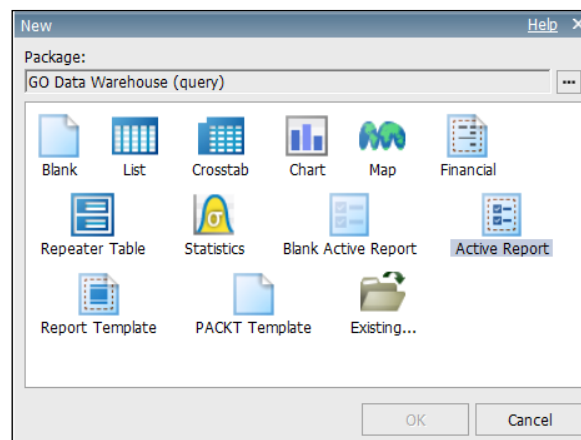 New Help X
Package:
GO Data Warehouse (query) ...
Blank List Crosstab Chart Map Financial
Repeater Table Statistics Blank Active Report Active Report
Report Template PACKT Template Existing...
OK Cancel